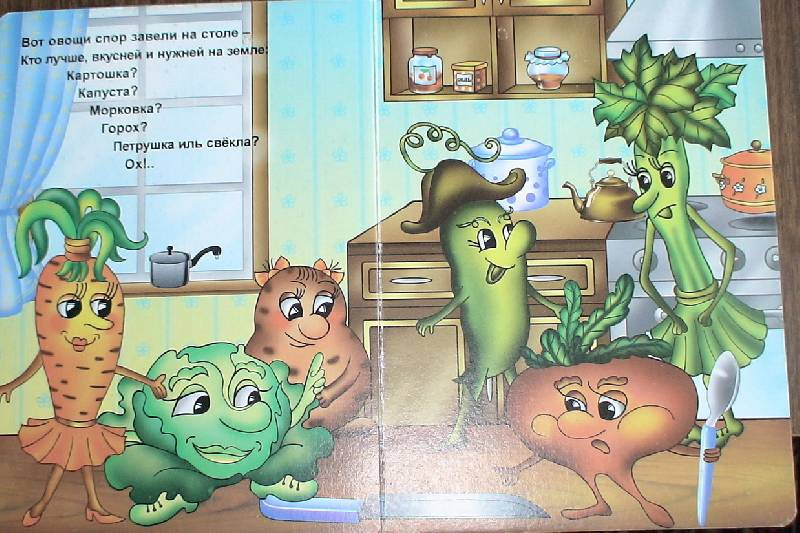 Вот овощи спор завели на столе –
Кто лучше, вкусней и нужней на земле:
Картошка?
Капуста?
Морковка?
Горох?
Петрушка иль свёкла?
Ох!..